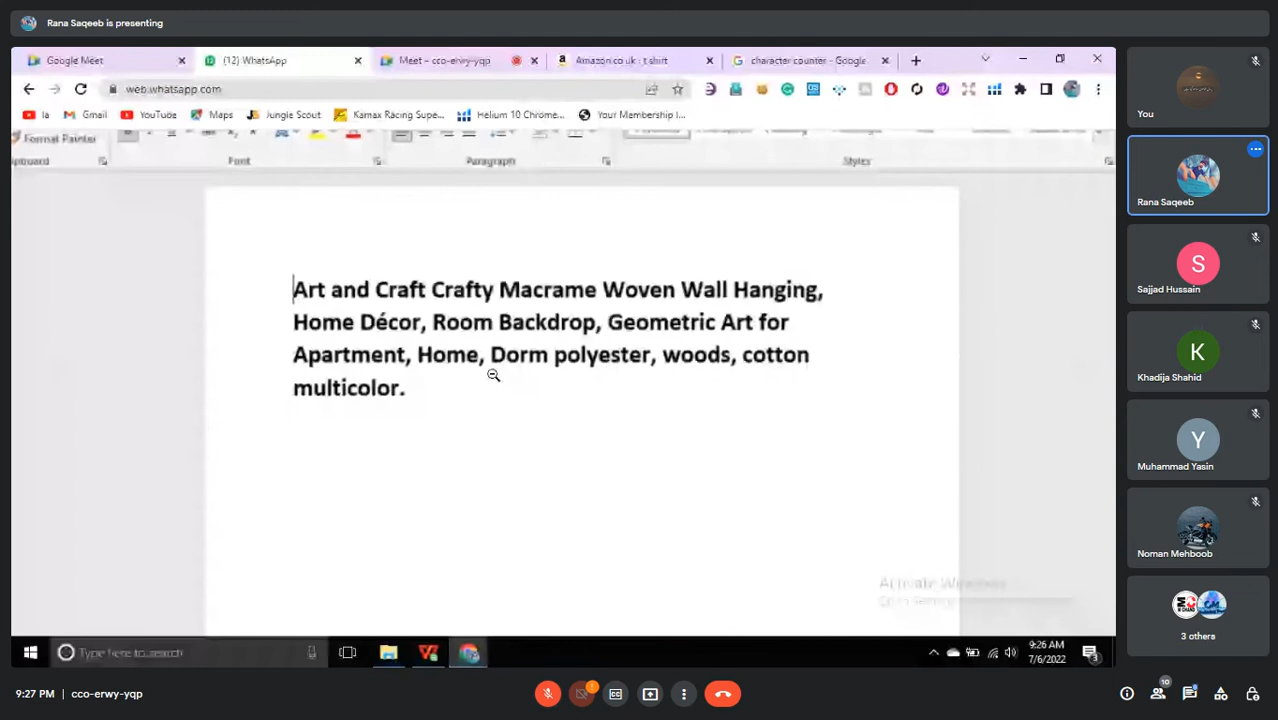 Rana Saqeeb is presenting
Google Meet
(12) WhatsApp
Meet – cco-erwy-yqp
Amazon.co.uk : t shirt
character counter - Google
web.whatsapp.com
la
Gmail
YouTube
Maps
Jungle Scout
Kamax Racing Supe...
Helium 10 Chrome...
Your Membership I...
Format Painter
Font
Paragraph
Styles
Art and Craft Crafty Macrame Woven Wall Hanging,
Home Décor, Room Backdrop, Geometric Art for
Apartment, Home, Dorm polyester, woods, cotton
multicolor.
Activate Windows
Type here to search
9:26 AM
7/6/2022
3
You
Rana Saqeeb
S
Sajjad Hussain
K
Khadija Shahid
Y
Muhammad Yasin
Noman Mehboob
3 others
9:27 PM
cco-erwy-yqp
1
10